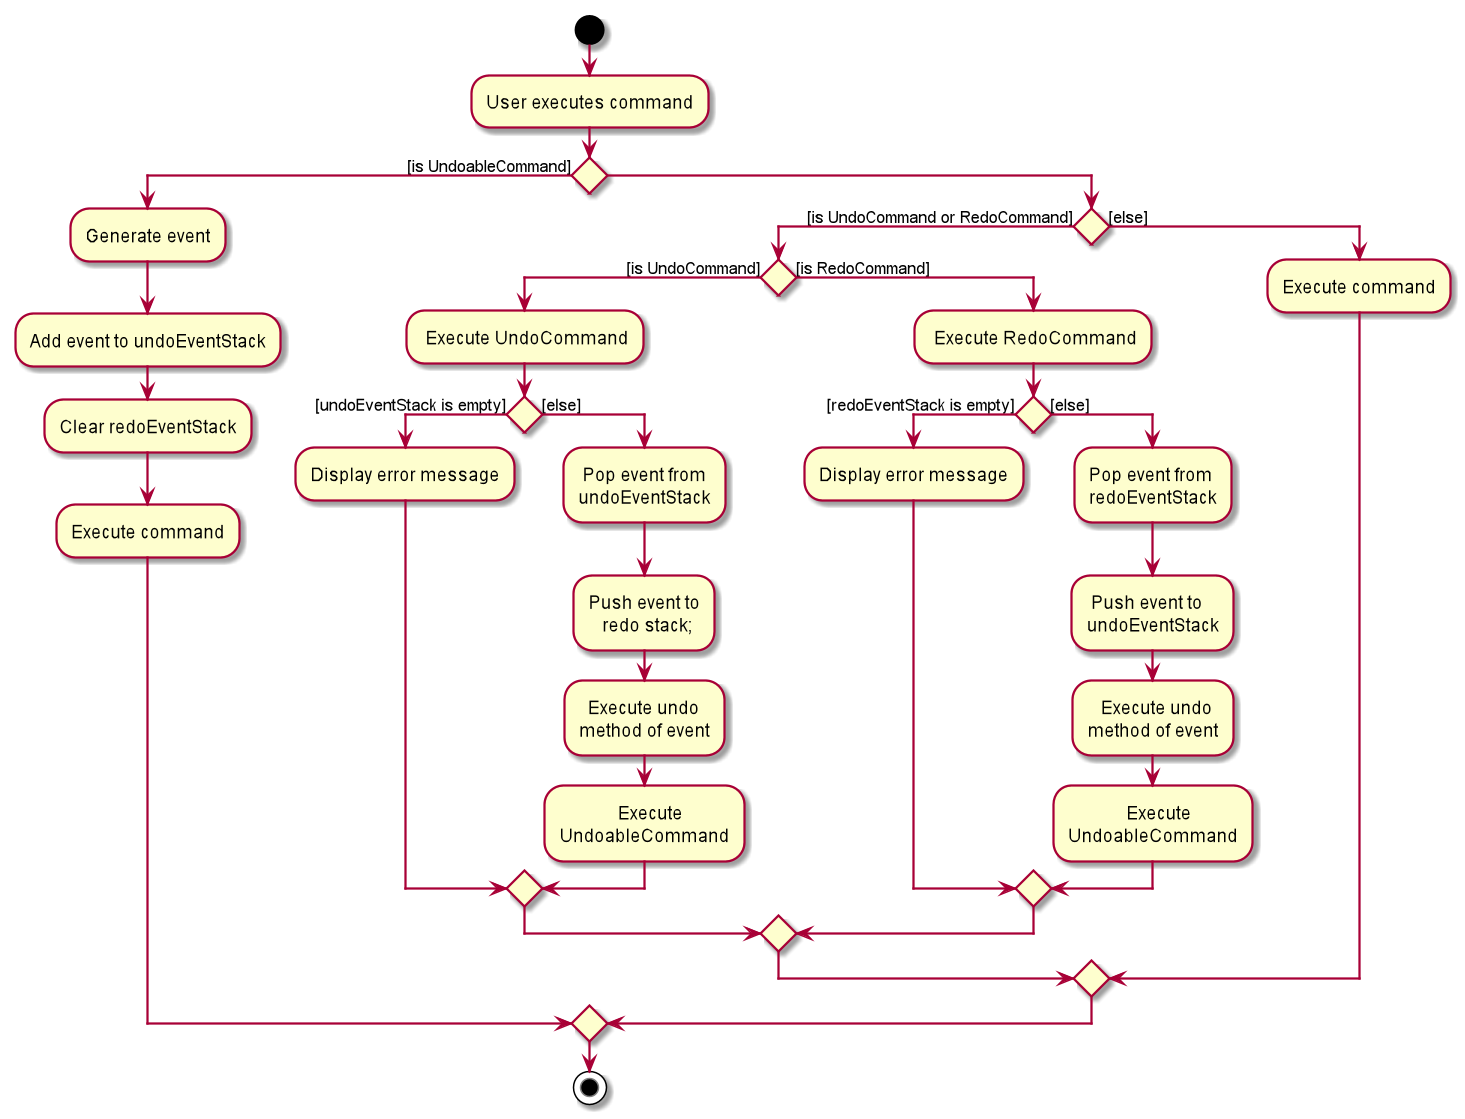 User executes command
[is UndoableCommand]
Generate event
Add event to undoEventStack
Clear redoEventStack
Execute command
[is UndoCommand or RedoCommand]
[else]
[is UndoCommand]
[is RedoCommand]
Execute UndoCommand
[undoEventStack is empty]
[else]
Display error message
Pop event from
undoEventStack
Push event to
redo stack;
Execute undo
method of event
Execute
UndoableCommand
Execute RedoCommand
[redoEventStack is empty]
[else]
Display error message
Pop event from
redoEventStack
Push event to
undoEventStack
Execute undo
method of event
Execute
UndoableCommand
Execute command